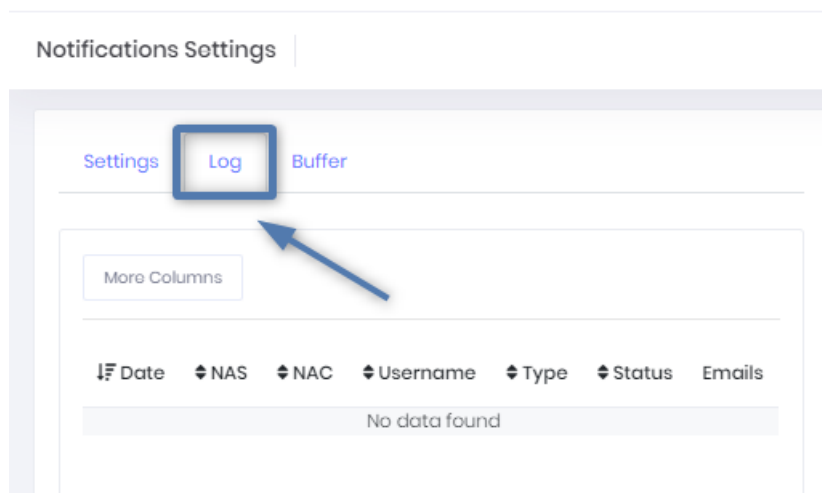 Notifications Settings
Settings Log Buffer
More Columns
Date NAS NAC Username Type Status Emails
No data found